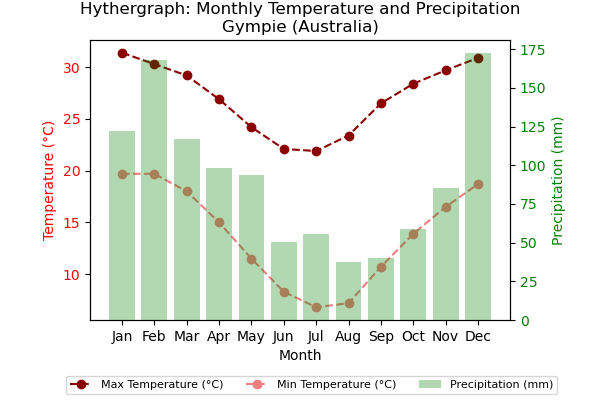 Hythergraph: Monthly Temperature and Precipitation
Gympie (Australia)
30
25
20
15
10
Temperature (°C)
175
150
125
100
75
50
25
0
Precipitation (mm)
Jan Feb Mar Apr May Jun Jul Aug Sep Oct Nov Dec
Month
Max Temperature (°C) Min Temperature (°C) Precipitation (mm)